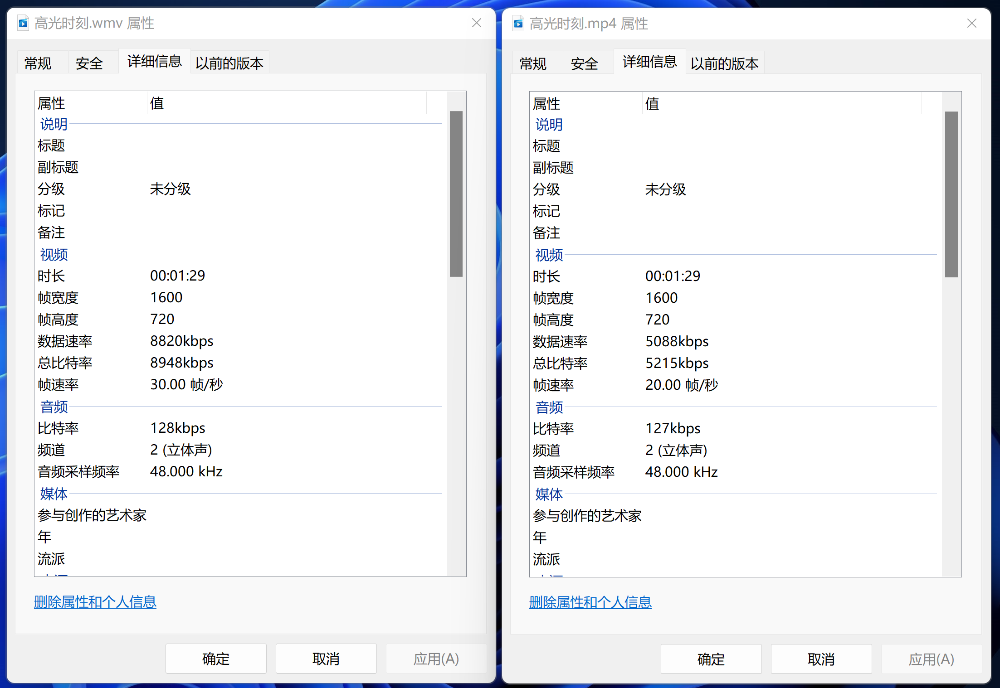 高光时刻.wmv 属性
常规 安全 详细信息 以前的版本
属性 值
说明
标题
副标题
分级 未分级
标记
备注
视频
时长 00:01:29
帧宽度 1600
帧高度 720
数据速率 8820kbps
总比特率 8948kbps
帧速率 30.00 帧/秒
音频
比特率 128kbps
频道 2 (立体声)
音频采样频率 48.000 kHz
媒体
参与创作的艺术家
年
流派
删除属性和个人信息
确定 取消 应用(A)
高光时刻.mp4 属性
常规 安全 详细信息 以前的版本
属性 值
说明
标题
副标题
分级 未分级
标记
备注
视频
时长 00:01:29
帧宽度 1600
帧高度 720
数据速率 5088kbps
总比特率 5215kbps
帧速率 20.00 帧/秒
音频
比特率 127kbps
频道 2 (立体声)
音频采样频率 48.000 kHz
媒体
参与创作的艺术家
年
流派
删除属性和个人信息
确定 取消 应用(A)